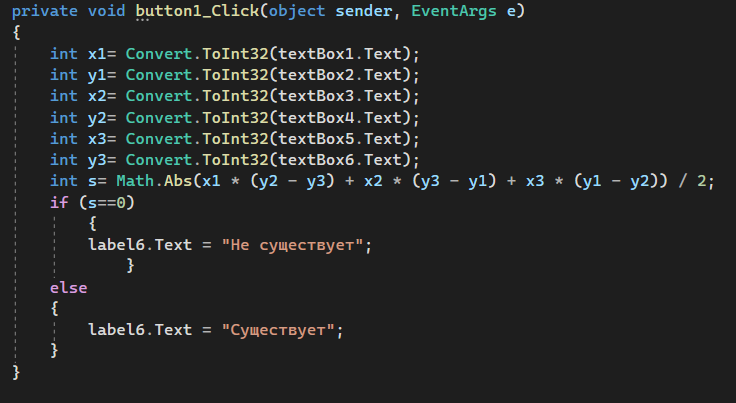 private void button1_Click(object sender, EventArgs e)
{
int x1= Convert.ToInt32(textBox1.Text);
int y1= Convert.ToInt32(textBox2.Text);
int x2= Convert.ToInt32(textBox3.Text);
int y2= Convert.ToInt32(textBox4.Text);
int x3= Convert.ToInt32(textBox5.Text);
int y3= Convert.ToInt32(textBox6.Text);
int s= Math.Abs(x1 * (y2 - y3) + x2 * (y3 - y1) + x3 * (y1 - y2)) / 2;
if (s==0)
{
label6.Text = "Не существует";
}
else
{
label6.Text = "Существует";
}
}